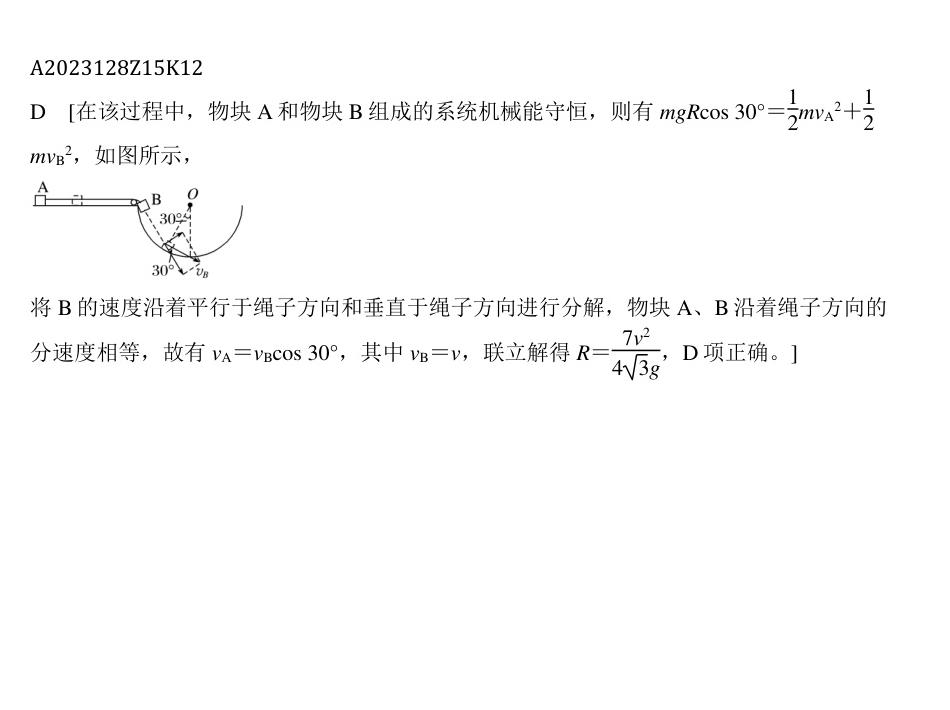 A2023128Z15K12
D [在该过程中，物块 A 和物块 B 组成的系统机械能守恒，则有 mgRcos 30°＝\frac{1}{2}mv_A^2＋\frac{1}{2}
mv_B^2，如图所示，
A
B
O
30°
30°
v_B
将 B 的速度沿着平行于绳子方向和垂直于绳子方向进行分解，物块 A、B 沿着绳子方向的
分速度相等，故有 v_A＝v_Bcos 30°，其中 v_B＝v，联立解得 R＝\frac{7v^2}{4\sqrt{3}g}，D 项正确。]